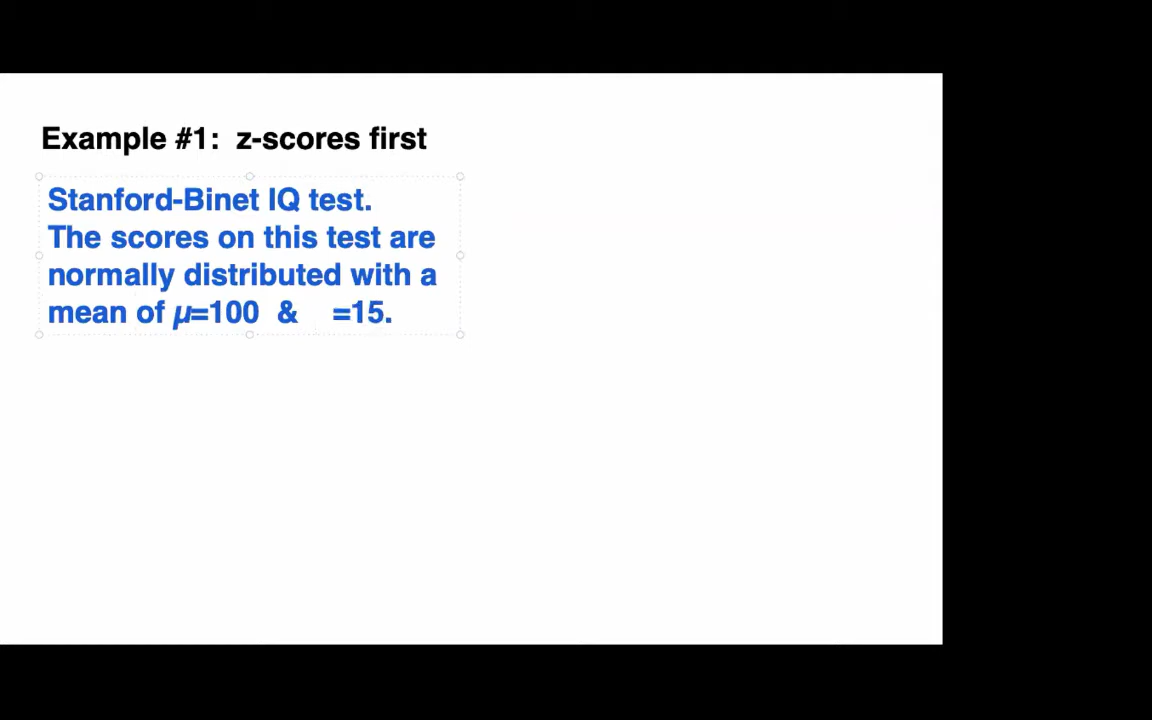 Example #1: z-scores first
Stanford-Binet IQ test.
The scores on this test are
normally distributed with a
mean of μ=100 & =15.